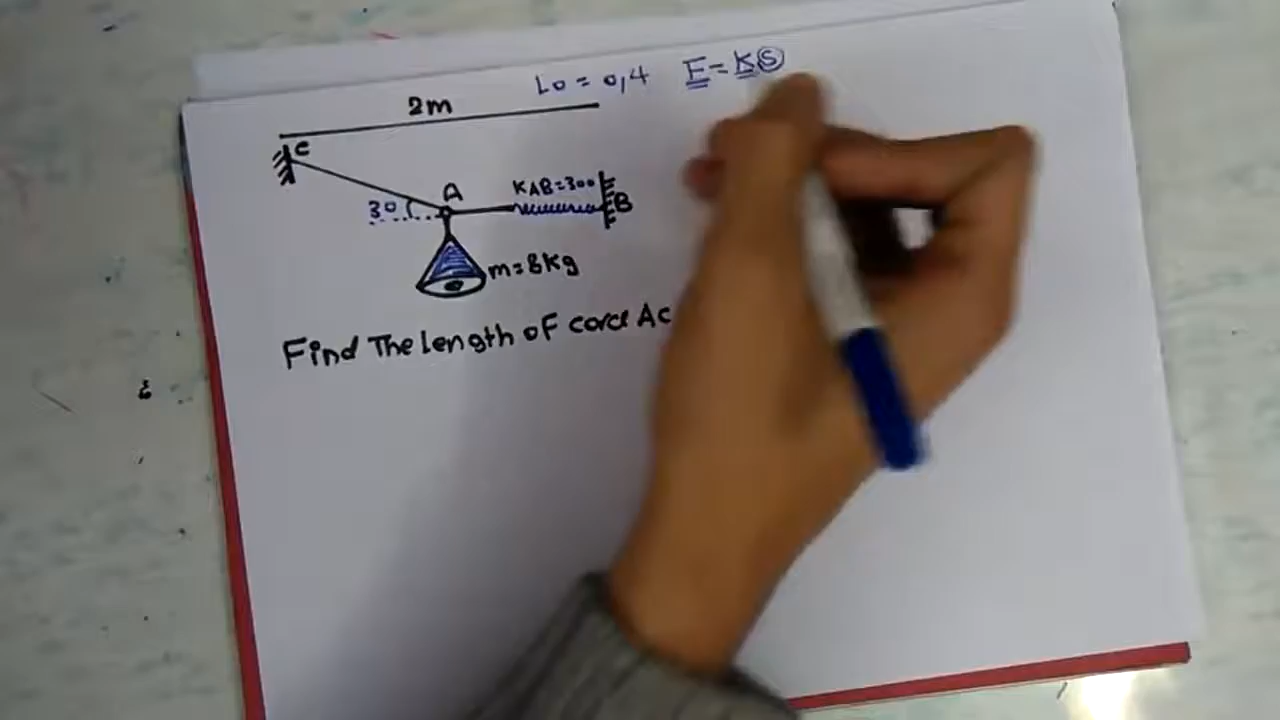 Lo = 0,4 F = KS
2m
C
A
KAB=300
30
B
m=8kg
Find The length of cord AC